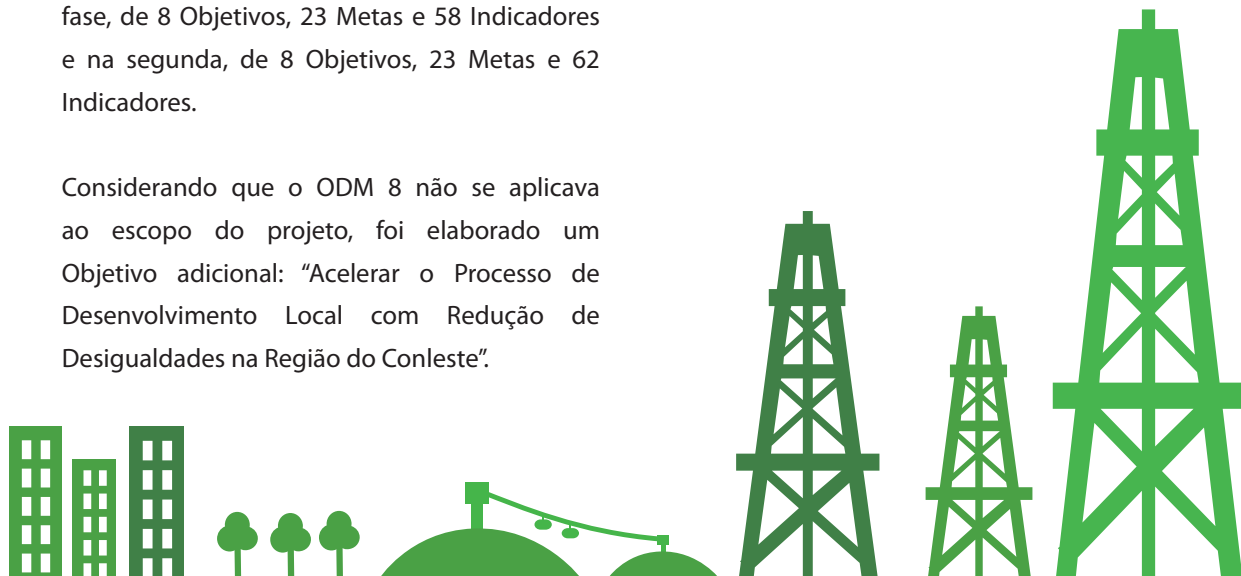 fase, de 8 Objetivos, 23 Metas e 58 Indicadores
e na segunda, de 8 Objetivos, 23 Metas e 62
Indicadores.
Considerando que o ODM 8 não se aplicava
ao escopo do projeto, foi elaborado um
Objetivo adicional: “Acelerar o Processo de
Desenvolvimento Local com Redução de
Desigualdades na Região do Conleste”.